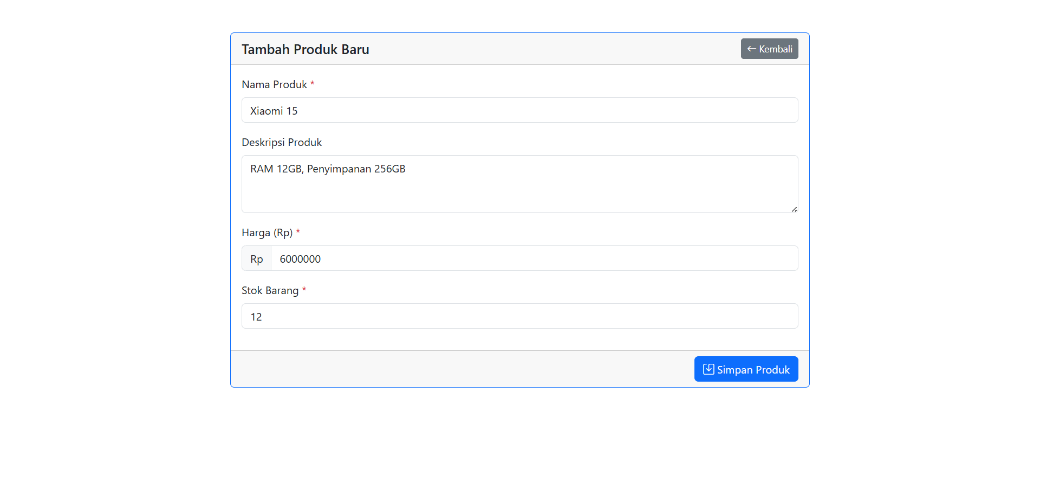 Tambah Produk Baru
← Kembali
Nama Produk *
Xiaomi 15
Deskripsi Produk
RAM 12GB, Penyimpanan 256GB
Harga (Rp) *
Rp 6000000
Stok Barang *
12
Simpan Produk